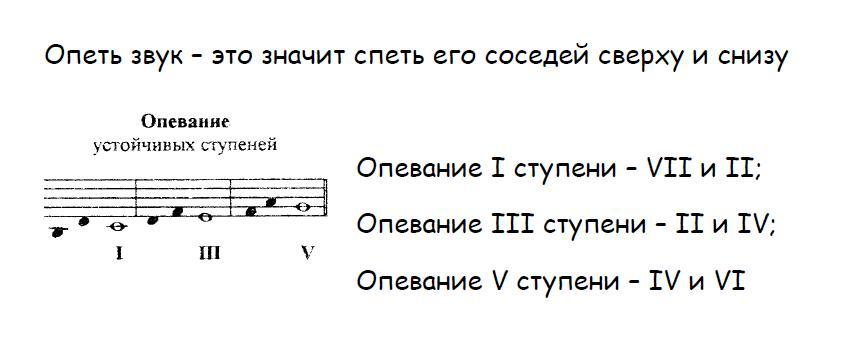 Опеть звук – это значит спеть его соседей сверху и снизу
Опевание
устойчивых ступеней
I III V
Опевание I ступени – VII и II;
Опевание III ступени – II и IV;
Опевание V ступени – IV и VI